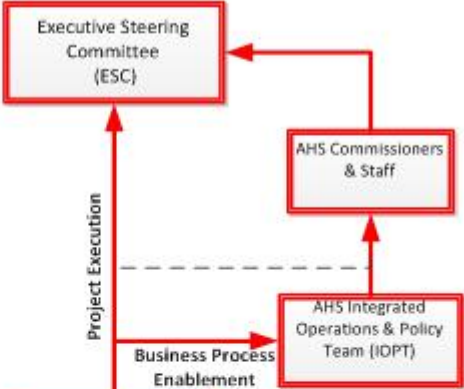 Executive Steering
Committee
(ESC)
AHS Commissioners
& Staff
Project Execution
AHS Integrated
Operations & Policy
Team (IOPT)
Business Process
Enablement